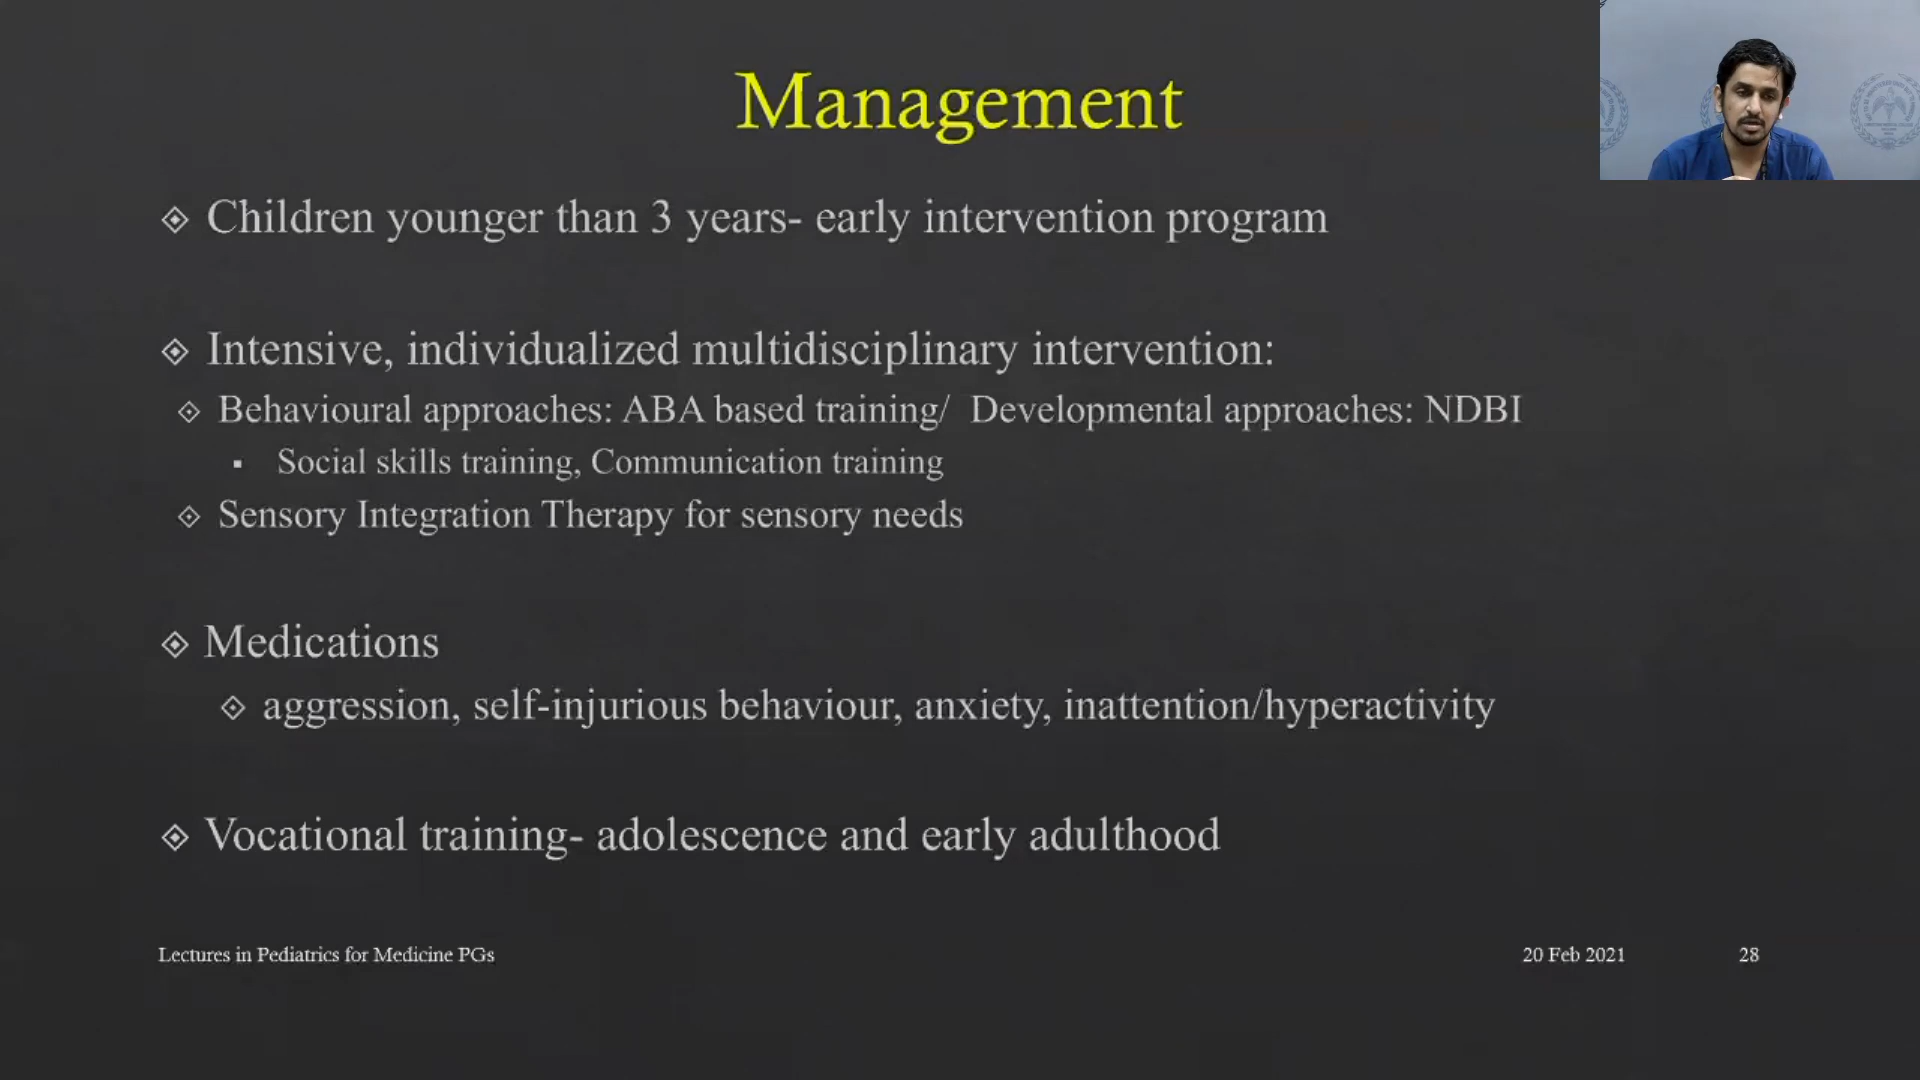 Management
Children younger than 3 years- early intervention program
Intensive, individualized multidisciplinary intervention:
Behavioural approaches: ABA based training/ Developmental approaches: NDBI
Social skills training, Communication training
Sensory Integration Therapy for sensory needs
Medications
aggression, self-injurious behaviour, anxiety, inattention/hyperactivity
Vocational training- adolescence and early adulthood
Lectures in Pediatrics for Medicine PGs
20 Feb 2021
28